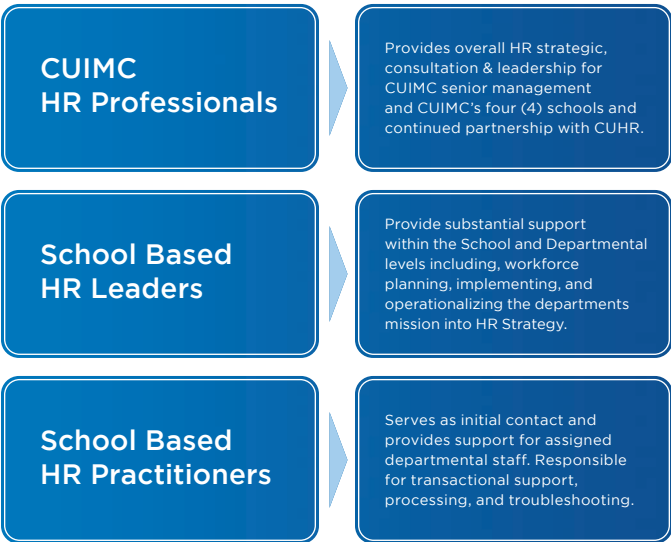 CUIMC
HR Professionals
Provides overall HR strategic,
consultation & leadership for
CUIMC senior management
and CUIMC’s four (4) schools and
continued partnership with CUHR.
School Based
HR Leaders
Provide substantial support
within the School and Departmental
levels including, workforce
planning, implementing, and
operationalizing the departments
mission into HR Strategy.
School Based
HR Practitioners
Serves as initial contact and
provides support for assigned
departmental staff. Responsible
for transactional support,
processing, and troubleshooting.